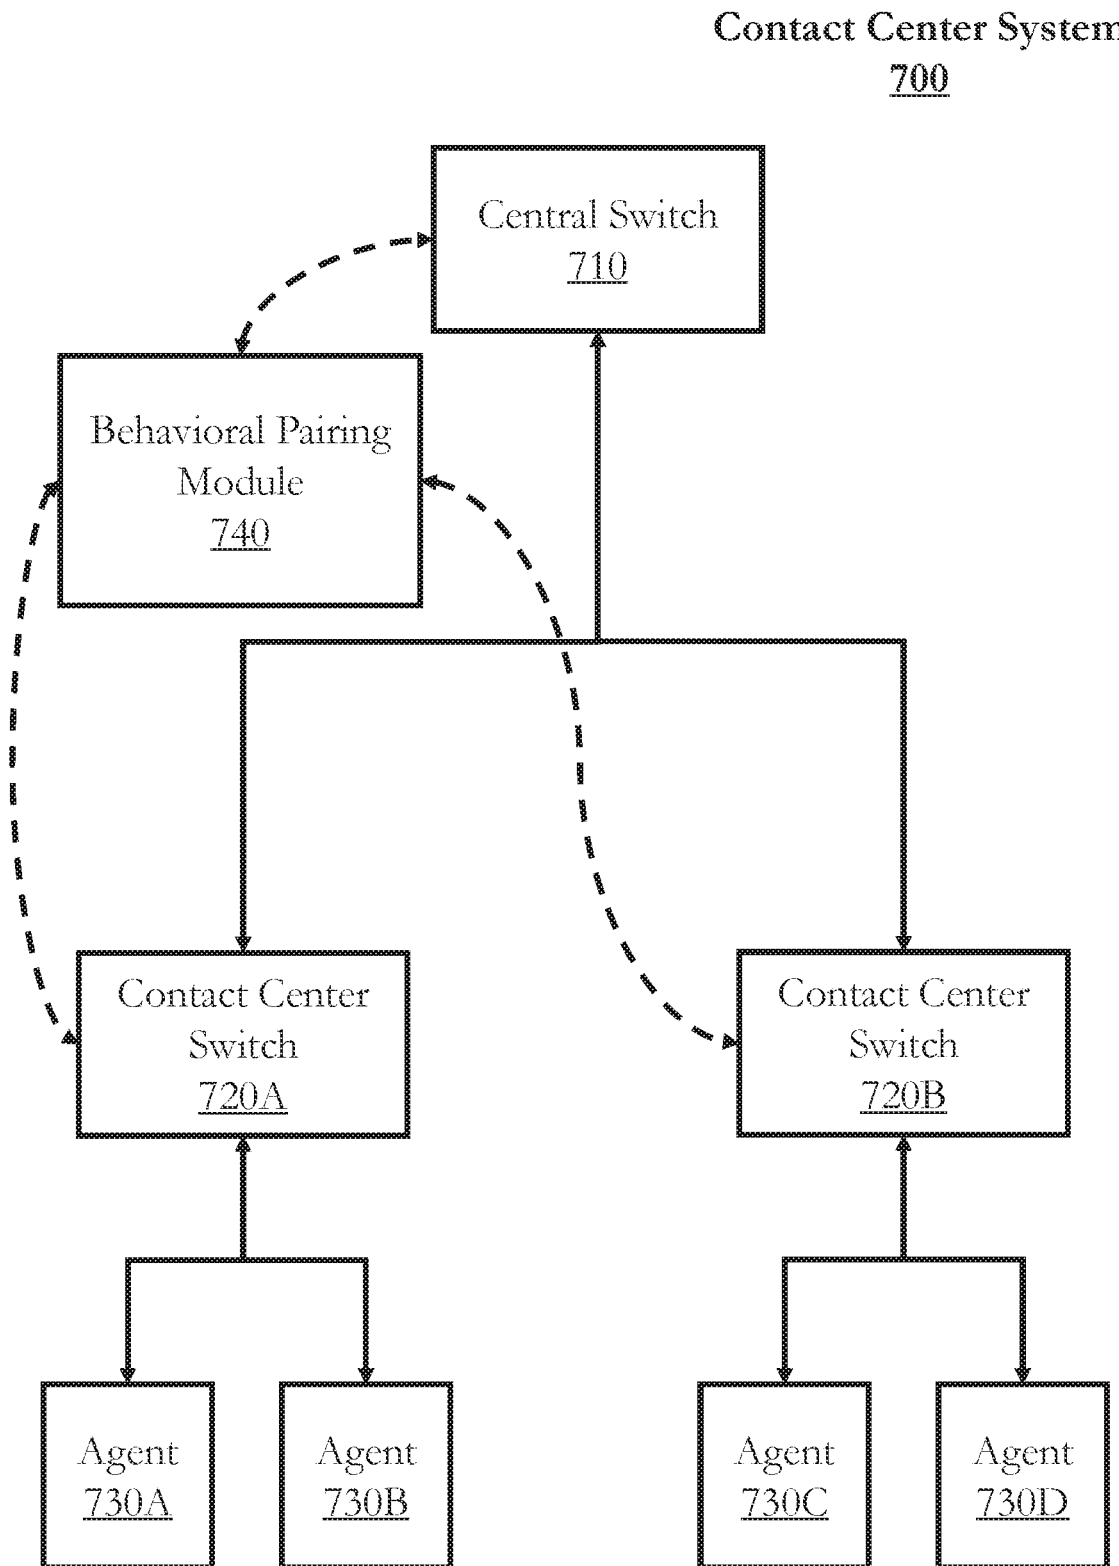 Contact Center System
700
Central Switch
710
Behavioral Pairing
Module
740
Contact Center
Switch
720A
Contact Center
Switch
720B
Agent
730A
Agent
730B
Agent
730C
Agent
730D